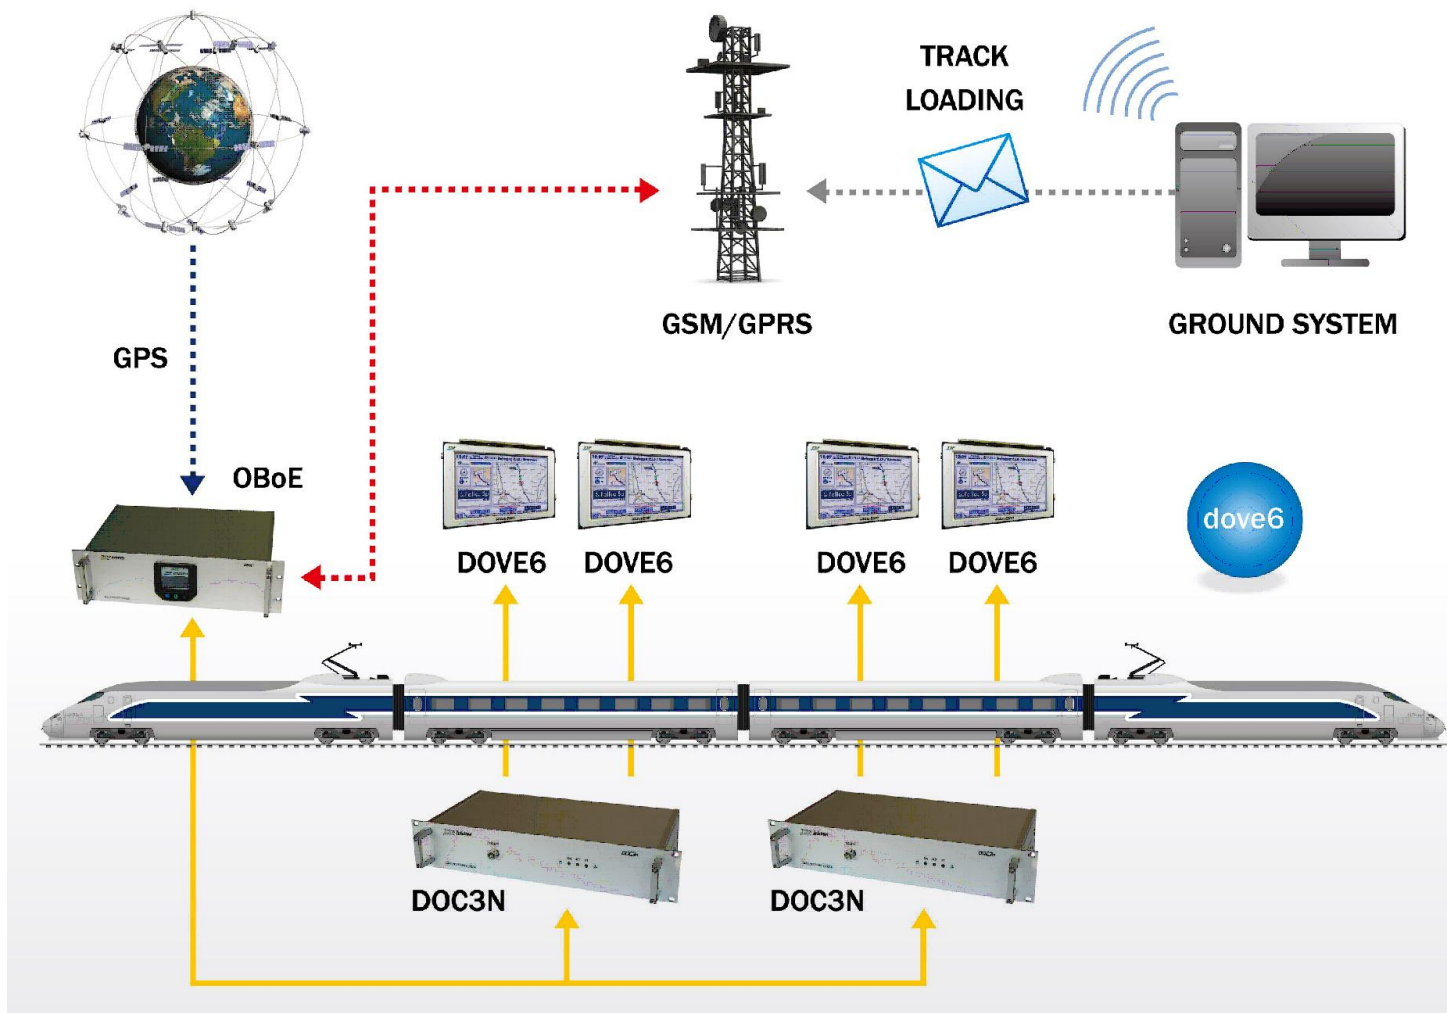 TRACK
LOADING
GSM/GPRS
GROUND SYSTEM
GPS
OBoE
DOVE6
DOVE6
DOVE6
DOVE6
dove6
DOC3N
DOC3N